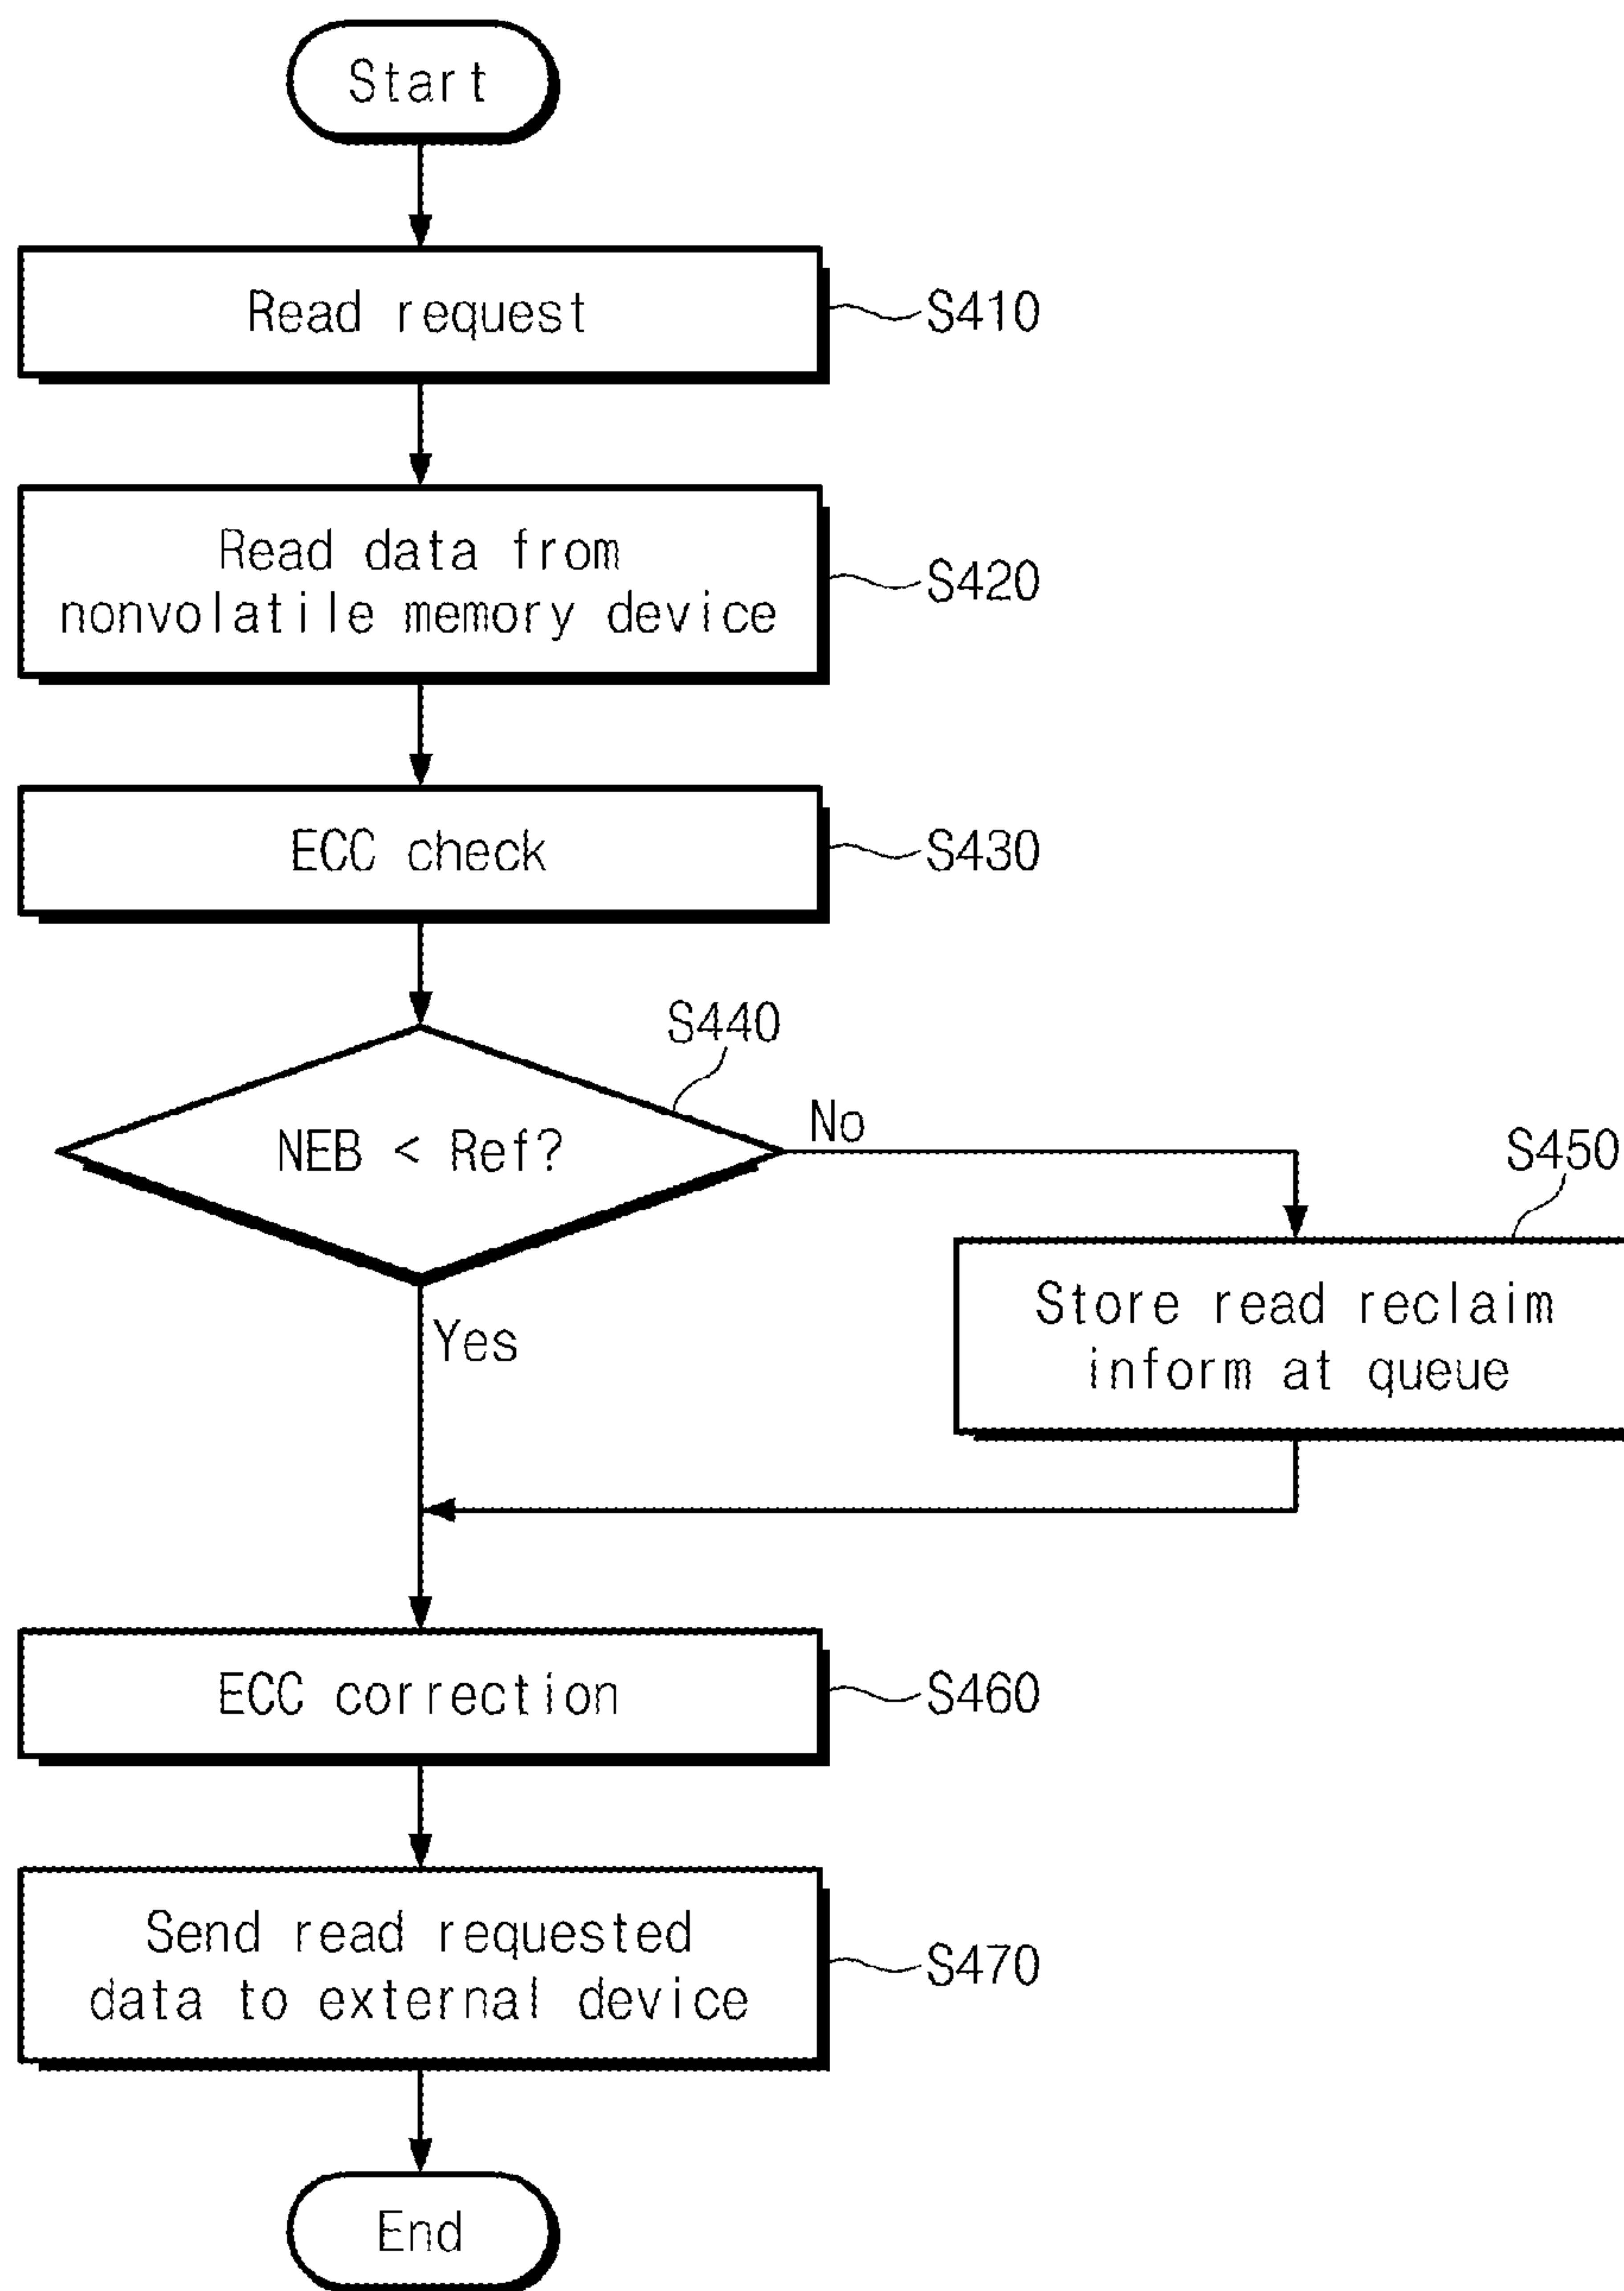 Start
Read request
S410
Read data from
nonvolatile memory device
S420
ECC check
S430
S440
NEB < Ref?
No
Yes
S450
Store read reclaim
inform at queue
ECC correction
S460
Send read requested
data to external device
S470
End